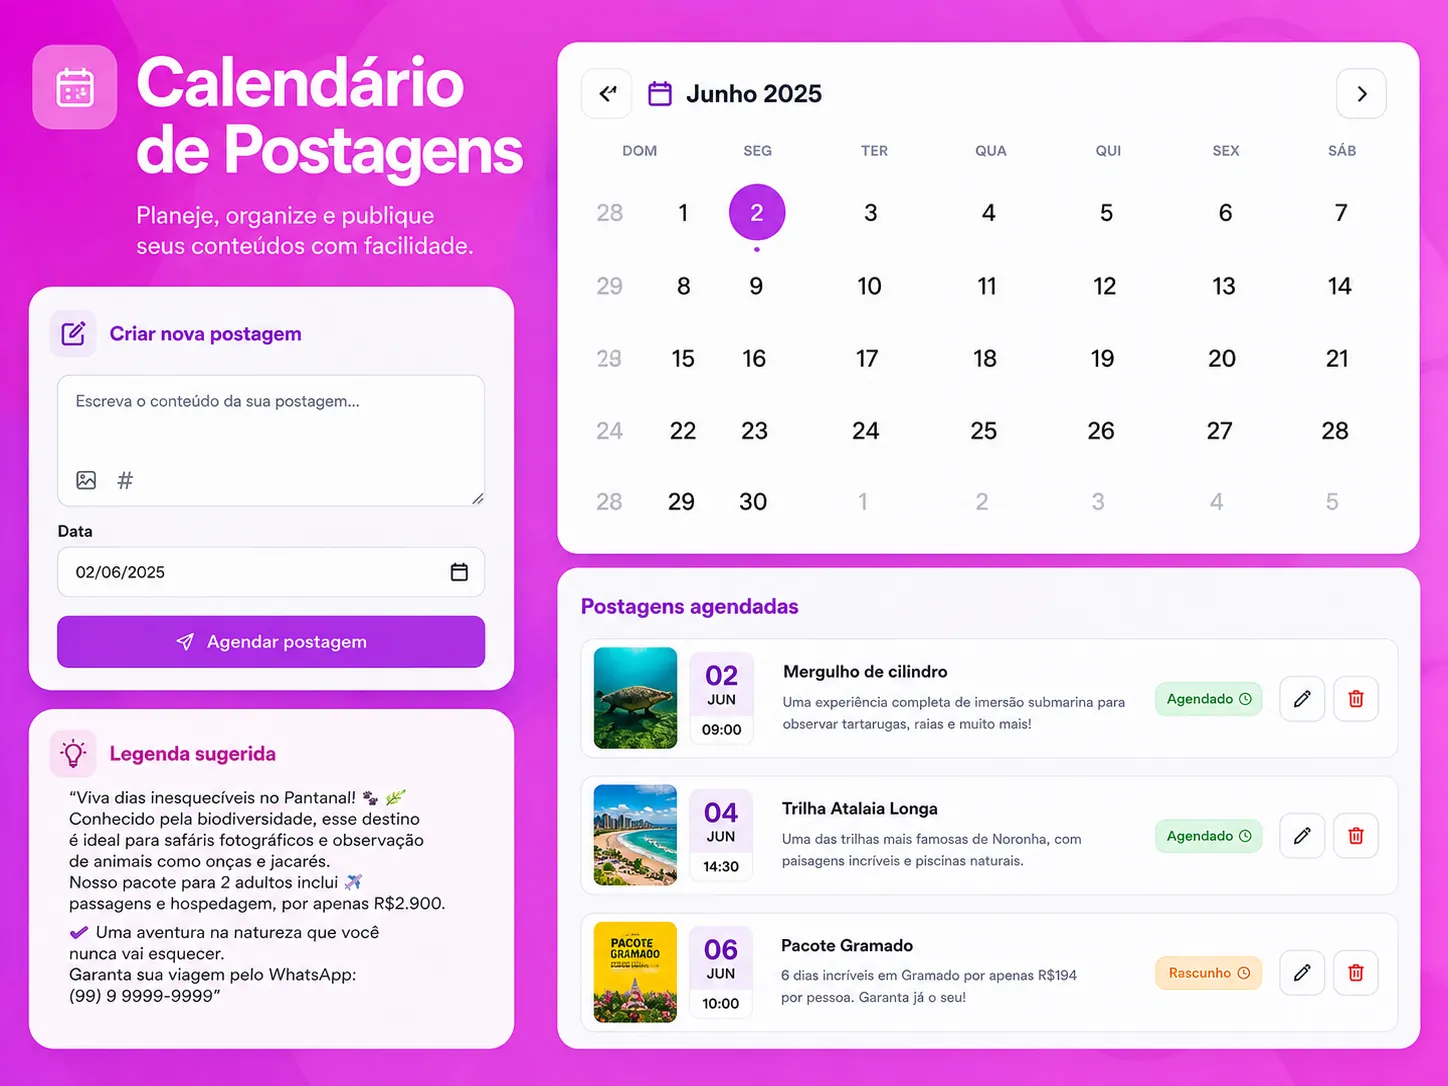 Calendário
de Postagens
Planeje, organize e publique
seus conteúdos com facilidade.
Criar nova postagem
Escreva o conteúdo da sua postagem...
#
Data
02/06/2025
Agendar postagem
Legenda sugerida
“Viva dias inesquecíveis no Pantanal! 🐾 🌿
Conhecido pela biodiversidade, esse destino
é ideal para safáris fotográficos e observação
de animais como onças e jacarés.
Nosso pacote para 2 adultos inclui ✈️
passagens e hospedagem, por apenas R$2.900.
✔ Uma aventura na natureza que você
nunca vai esquecer.
Garanta sua viagem pelo WhatsApp:
(99) 9 9999-9999”
Junho 2025
DOM SEG TER QUA QUI SEX SÁB
28 1 2 3 4 5 6 7
29 8 9 10 11 12 13 14
15 16 17 18 19 20 21
24 22 23 24 25 26 27 28
28 29 30 1 2 3 4 5
Postagens agendadas
02
JUN
09:00
Mergulho de cilindro
Uma experiência completa de imersão submarina para
observar tartarugas, raias e muito mais!
Agendado
04
JUN
14:30
Trilha Atalaia Longa
Uma das trilhas mais famosas de Noronha, com
paisagens incríveis e piscinas naturais.
Agendado
PACOTE
GRAMADO
06
JUN
10:00
Pacote Gramado
6 dias incríveis em Gramado por apenas R$194
por pessoa. Garanta já o seu!
Rascunho